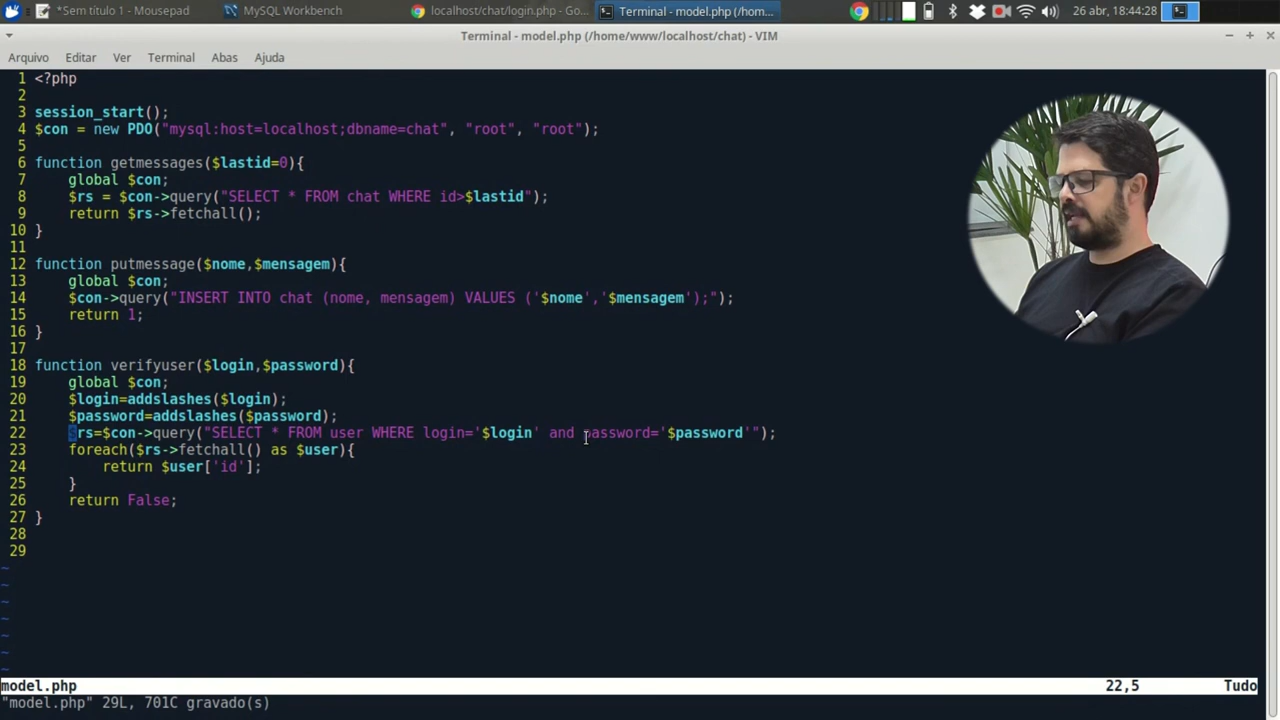 *Sem título 1 - Mousepad
MySQL Workbench
localhost/chat/login.php - Go...
Terminal - model.php (/hom...
26 abr, 18:44:28
Terminal - model.php (/home/www/localhost/chat) - VIM
Arquivo Editar Ver Terminal Abas Ajuda
1 <?php
2
3 session_start();
4 $con = new PDO("mysql:host=localhost;dbname=chat", "root", "root");
5
6 function getmessages($lastid=0){
7     global $con;
8     $rs = $con->query("SELECT * FROM chat WHERE id>$lastid");
9     return $rs->fetchall();
10 }
11
12 function putmessage($nome,$mensagem){
13     global $con;
14     $con->query("INSERT INTO chat (nome, mensagem) VALUES ('$nome','$mensagem');");
15     return 1;
16 }
17
18 function verifyuser($login,$password){
19     global $con;
20     $login=addslashes($login);
21     $password=addslashes($password);
22     $rs=$con->query("SELECT * FROM user WHERE login='$login' and password='$password'");
23     foreach($rs->fetchall() as $user){
24         return $user['id'];
25     }
26     return False;
27 }
28
29
~
~
~
~
~
~
~
model.php 22,5 Tudo
"model.php" 29L, 701C gravado(s)